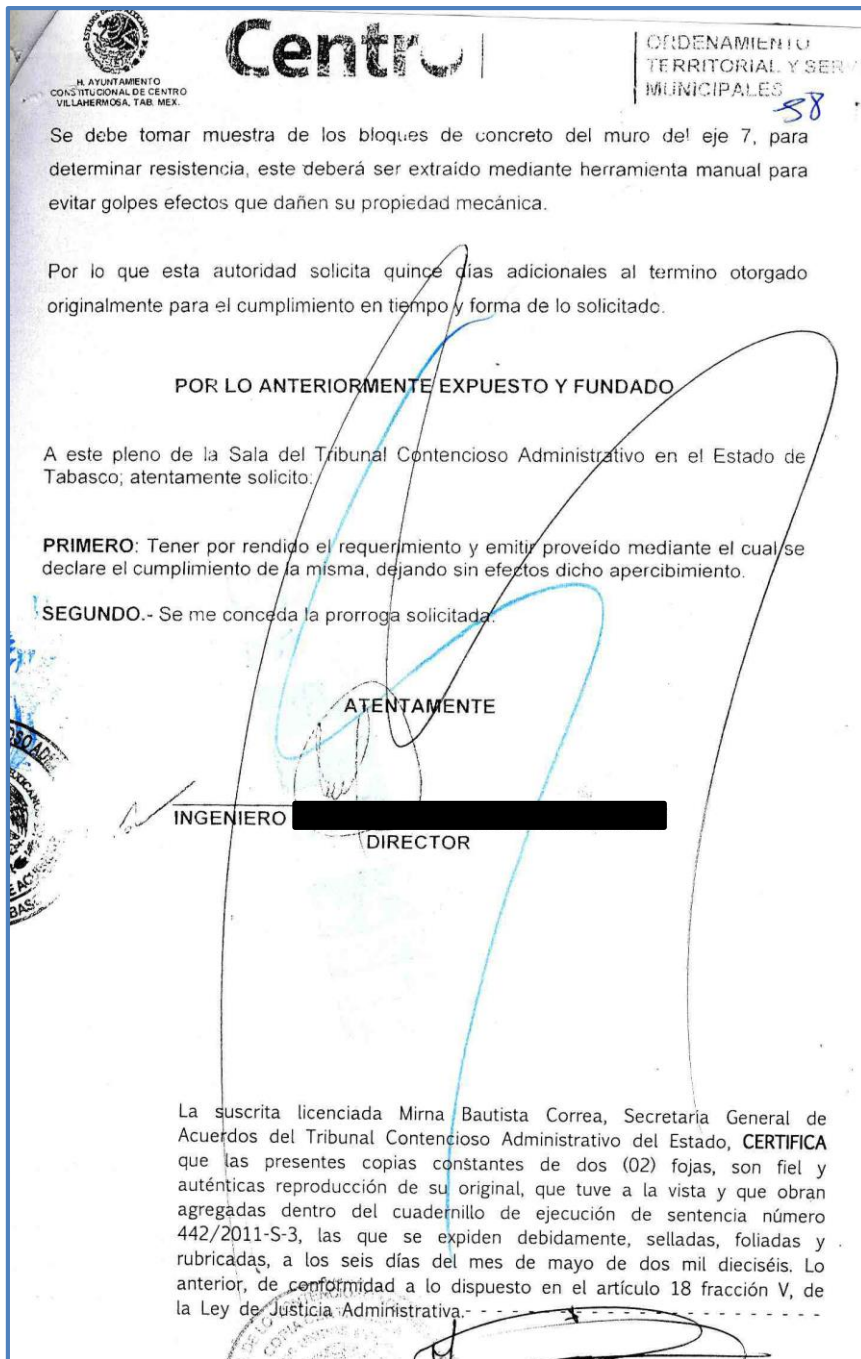 H. AYUNTAMIENTO
CONSTITUCIONAL DE CENTRO
VILLAHERMOSA, TAB. MEX.
Centro
ORDENAMIENTO
TERRITORIAL Y SER
MUNICIPALES
38
Se debe tomar muestra de los bloques de concreto del muro del eje 7, para
determinar resistencia, este deberá ser extraído mediante herramienta manual para
evitar golpes efectos que dañen su propiedad mecánica.
Por lo que esta autoridad solicita quince días adicionales al termino otorgado
originalmente para el cumplimiento en tiempo y forma de lo solicitado.
POR LO ANTERIORMENTE EXPUESTO Y FUNDADO
A este pleno de la Sala del Tribunal Contencioso Administrativo en el Estado de
Tabasco; atentamente solicito:
PRIMERO: Tener por rendido el requerimiento y emitir proveído mediante el cual se
declare el cumplimiento de la misma, dejando sin efectos dicho apercibimiento.
SEGUNDO.- Se me conceda la prorroga solicitada.
ATENTAMENTE
INGENIERO
DIRECTOR
La suscrita licenciada Mirna Bautista Correa, Secretaria General de
Acuerdos del Tribunal Contencioso Administrativo del Estado, CERTIFICA
que las presentes copias constantes de dos (02) fojas, son fiel y
auténticas reproducción de su original, que tuve a la vista y que obran
agregadas dentro del cuadernillo de ejecución de sentencia número
442/2011-S-3, las que se expiden debidamente, selladas, foliadas y
rubricadas, a los seis días del mes de mayo de dos mil dieciséis. Lo
anterior, de conformidad a lo dispuesto en el artículo 18 fracción V, de
la Ley de Justicia Administrativa.- - - - - - - - - - - - - - - - - - - - - - -